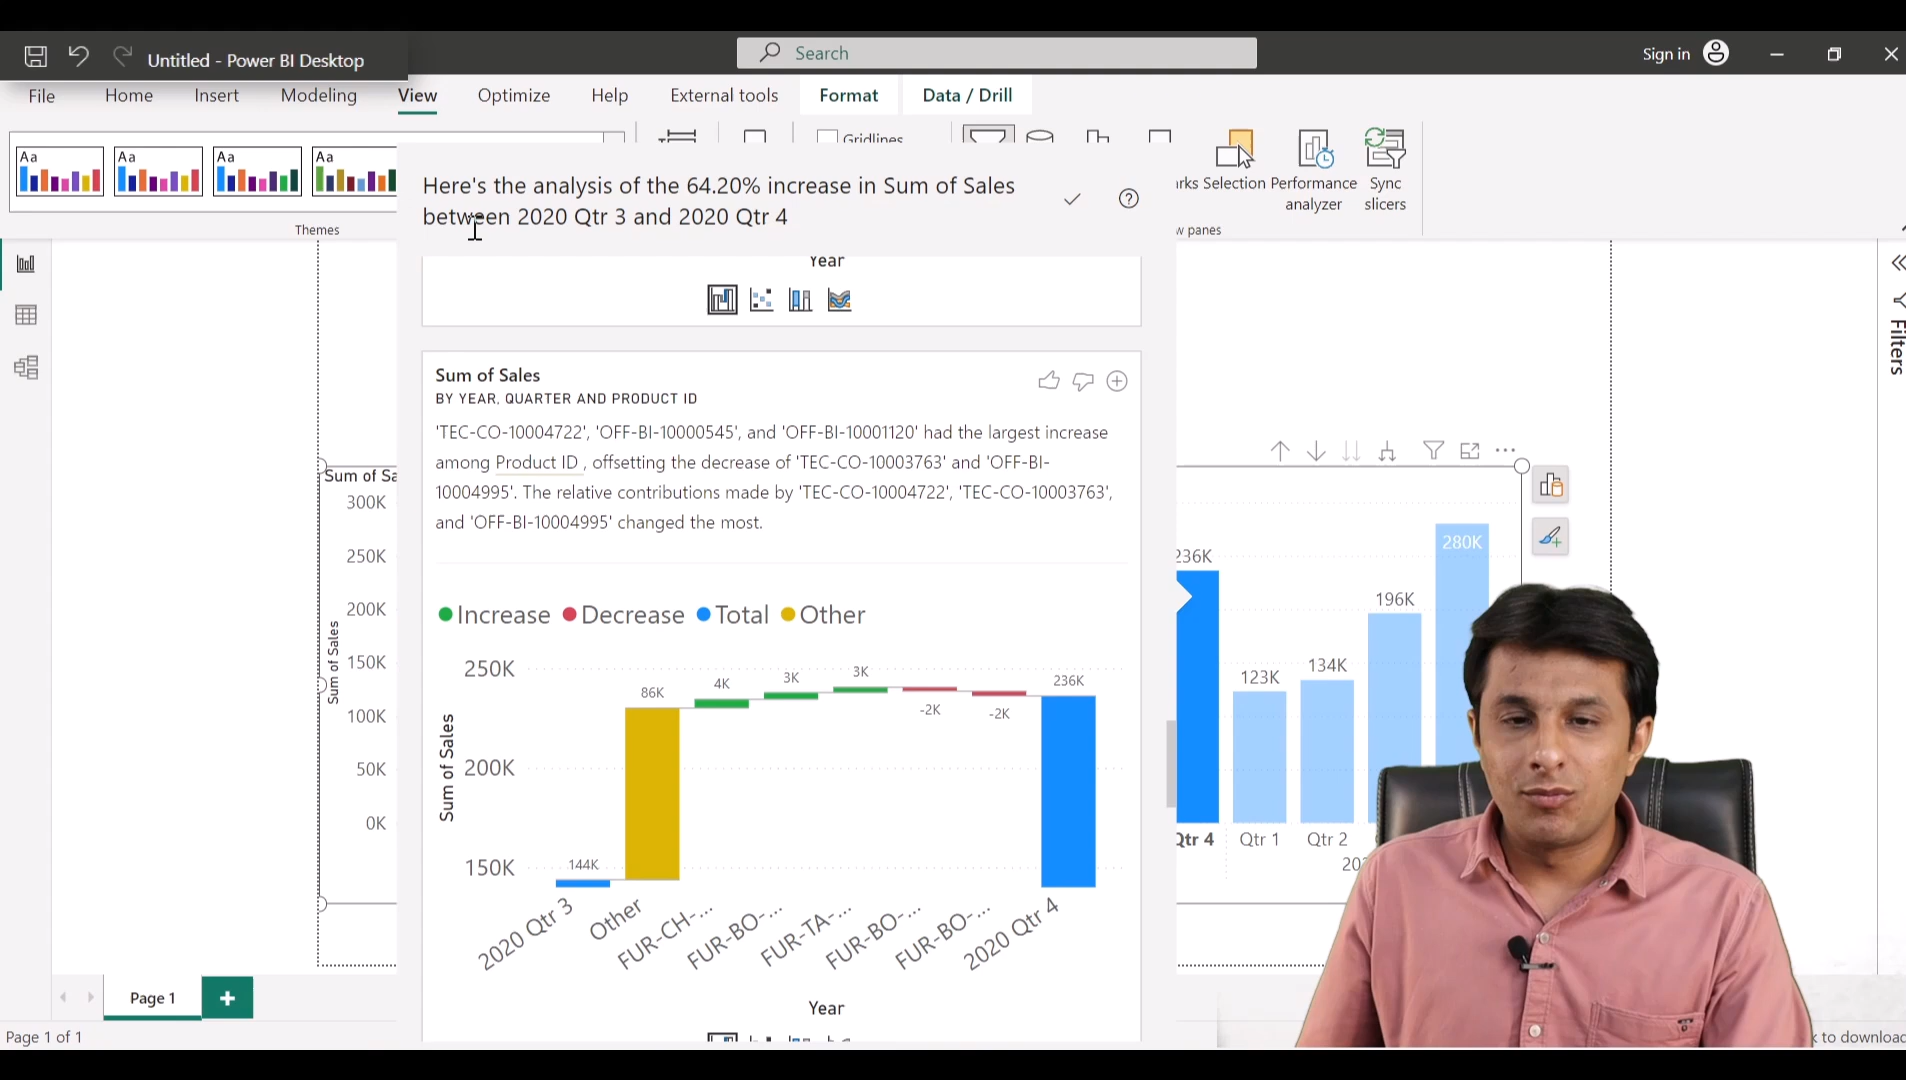 Untitled - Power BI Desktop
Search
Sign in
File
Home
Insert
Modeling
View
Optimize
Help
External tools
Format
Data / Drill
Aa
Aa
Aa
Aa
Gridlines
Selection
Performance
analyzer
Sync
slicers
Themes
panes
Here's the analysis of the 64.20% increase in Sum of Sales
between 2020 Qtr 3 and 2020 Qtr 4
Year
Sum of Sales
BY YEAR, QUARTER AND PRODUCT ID
'TEC-CO-10004722', 'OFF-BI-10000545', and 'OFF-BI-10001120' had the largest increase
among Product ID , offsetting the decrease of 'TEC-CO-10003763' and 'OFF-BI-
10004995'. The relative contributions made by 'TEC-CO-10004722', 'TEC-CO-10003763',
and 'OFF-BI-10004995' changed the most.
Increase Decrease Total Other
250K
200K
150K
Sum of Sales
144K
86K
4K
3K
3K
-2K
-2K
236K
2020 Qtr 3
Other
FUR-CH-...
FUR-BO-...
FUR-TA-...
FUR-BO-...
FUR-BO-...
2020 Qtr 4
Year
Sum of Sa
300K
250K
200K
150K
100K
50K
0K
Sum of Sales
236K
123K
134K
196K
280K
Qtr 4
Qtr 1
Qtr 2
Filters
Page 1
Page 1 of 1
to download